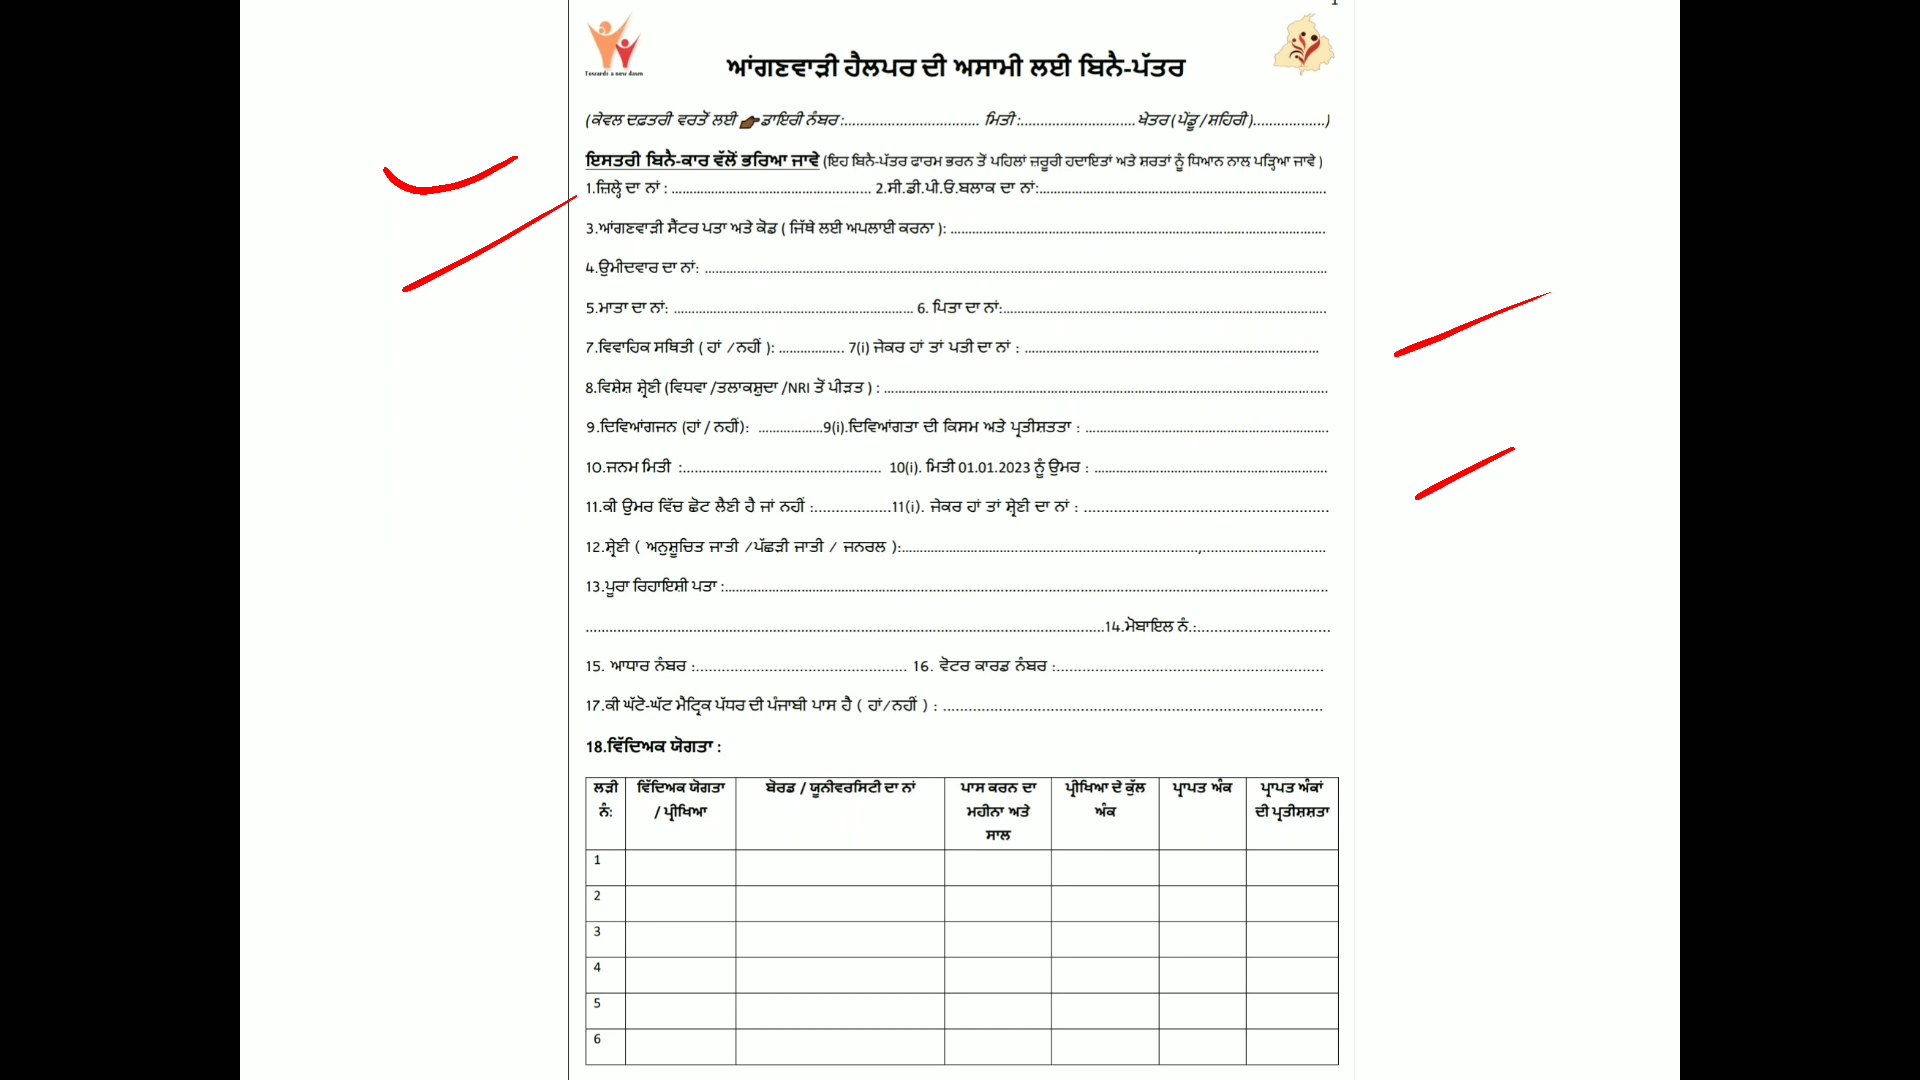 1
Towards a new dawn
ਆਂਗਣਵਾੜੀ ਹੈਲਪਰ ਦੀ ਅਸਾਮੀ ਲਈ ਬਿਨੈ-ਪੱਤਰ
(ਕੇਵਲ ਦਫ਼ਤਰੀ ਵਰਤੋਂ ਲਈ ਡਾਇਰੀ ਨੰਬਰ :................................ ਮਿਤੀ :...........................ਖੇਤਰ (ਪੇਂਡੂ / ਸ਼ਹਿਰੀ ).................)
ਇਸਤਰੀ ਬਿਨੈ-ਕਾਰ ਵੱਲੋਂ ਭਰਿਆ ਜਾਵੇ (ਇਹ ਬਿਨੈ-ਪੱਤਰ ਫਾਰਮ ਭਰਨ ਤੋਂ ਪਹਿਲਾਂ ਜ਼ਰੂਰੀ ਹਦਾਇਤਾਂ ਅਤੇ ਸ਼ਰਤਾਂ ਨੂੰ ਧਿਆਨ ਨਾਲ ਪੜ੍ਹਿਆ ਜਾਵੇ )
1.ਜ਼ਿਲ੍ਹੇ ਦਾ ਨਾਂ : .................................................. 2.ਸੀ.ਡੀ.ਪੀ.ਓ.ਬਲਾਕ ਦਾ ਨਾਂ:........................................................................
3.ਆਂਗਣਵਾੜੀ ਸੈਂਟਰ ਪਤਾ ਅਤੇ ਕੋਡ ( ਜਿੱਥੇ ਲਈ ਅਪਲਾਈ ਕਰਨਾ ): ..............................................................................................
4.ਉਮੀਦਵਾਰ ਦਾ ਨਾਂ: ............................................................................................................................................................
5.ਮਾਤਾ ਦਾ ਨਾਂ: ............................................................ 6. ਪਿਤਾ ਦਾ ਨਾਂ:.................................................................................
7.ਵਿਵਾਹਿਕ ਸਥਿਤੀ ( ਹਾਂ / ਨਹੀਂ ): ................. 7(i) ਜੇਕਰ ਹਾਂ ਤਾਂ ਪਤੀ ਦਾ ਨਾਂ : ..........................................................................
8.ਵਿਸ਼ੇਸ਼ ਸ਼੍ਰੇਣੀ (ਵਿਧਵਾ /ਤਲਾਕਸ਼ੁਦਾ /NRI ਤੋਂ ਪੀੜਤ ) : ...............................................................................................................
9.ਦਿਵਿਆਂਗਜਨ (ਹਾਂ / ਨਹੀਂ): ................9(i).ਦਿਵਿਆਂਗਤਾ ਦੀ ਕਿਸਮ ਅਤੇ ਪ੍ਰਤੀਸ਼ਤਤਾ : .............................................................
10.ਜਨਮ ਮਿਤੀ :.................................................. 10(i). ਮਿਤੀ 01.01.2023 ਨੂੰ ਉਮਰ : ...........................................................
11.ਕੀ ਉਮਰ ਵਿੱਚ ਛੋਟ ਲੈਣੀ ਹੈ ਜਾਂ ਨਹੀਂ :.................11(i). ਜੇਕਰ ਹਾਂ ਤਾਂ ਸ਼੍ਰੇਣੀ ਦਾ ਨਾਂ : ......................................................
12.ਸ਼੍ਰੇਣੀ ( ਅਨੁਸੂਚਿਤ ਜਾਤੀ /ਪੱਛੜੀ ਜਾਤੀ / ਜਨਰਲ ):..........................................................................,..............................
13.ਪੂਰਾ ਰਿਹਾਇਸ਼ੀ ਪਤਾ :..................................................................................................................................................
..................................................................................................................................14.ਮੋਬਾਇਲ ਨੰ.:.................................
15. ਆਧਾਰ ਨੰਬਰ :............................................... 16. ਵੋਟਰ ਕਾਰਡ ਨੰਬਰ :...........................................................
17.ਕੀ ਘੱਟੋ-ਘੱਟ ਮੈਟ੍ਰਿਕ ਪੱਧਰ ਦੀ ਪੰਜਾਬੀ ਪਾਸ ਹੈ ( ਹਾਂ/ਨਹੀਂ ) : ....................................................................................
18.ਵਿੱਦਿਅਕ ਯੋਗਤਾ :
ਲੜੀ ਨੰ: ਵਿੱਦਿਅਕ ਯੋਗਤਾ / ਪ੍ਰੀਖਿਆ ਬੋਰਡ / ਯੂਨੀਵਰਸਿਟੀ ਦਾ ਨਾਂ ਪਾਸ ਕਰਨ ਦਾ ਮਹੀਨਾ ਅਤੇ ਸਾਲ ਪ੍ਰੀਖਿਆ ਦੇ ਕੁੱਲ ਅੰਕ ਪ੍ਰਾਪਤ ਅੰਕ ਪ੍ਰਾਪਤ ਅੰਕਾਂ ਦੀ ਪ੍ਰਤੀਸ਼ਸ਼ਤਾ
1
2
3
4
5
6